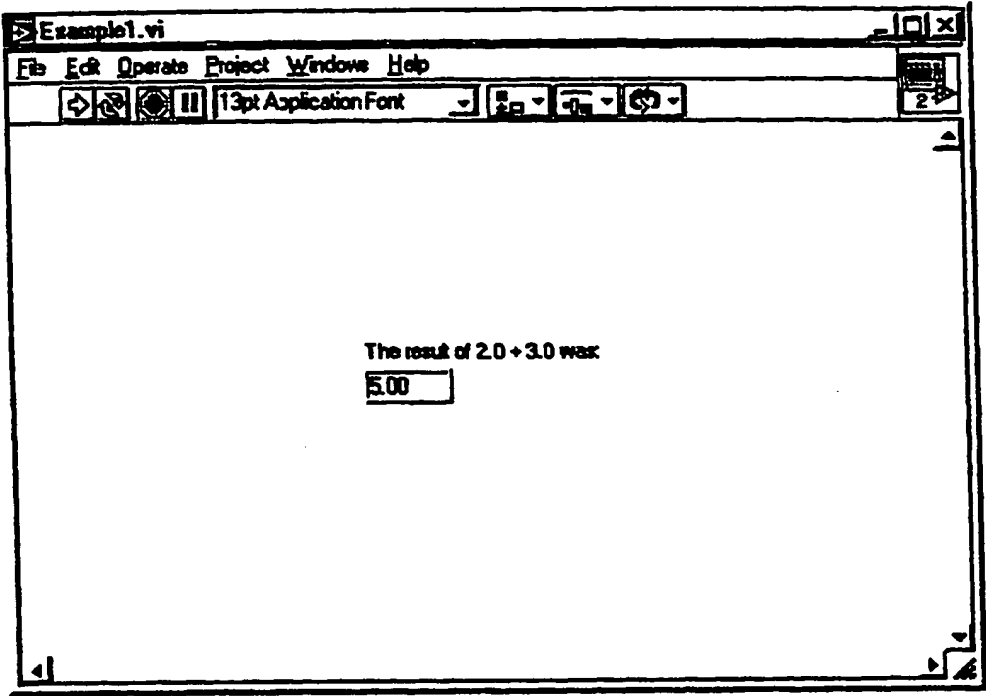 Example1.vi
File Edit Operate Project Windows Help
13pt Application Font
2
The result of 2.0 + 3.0 was:
5.00